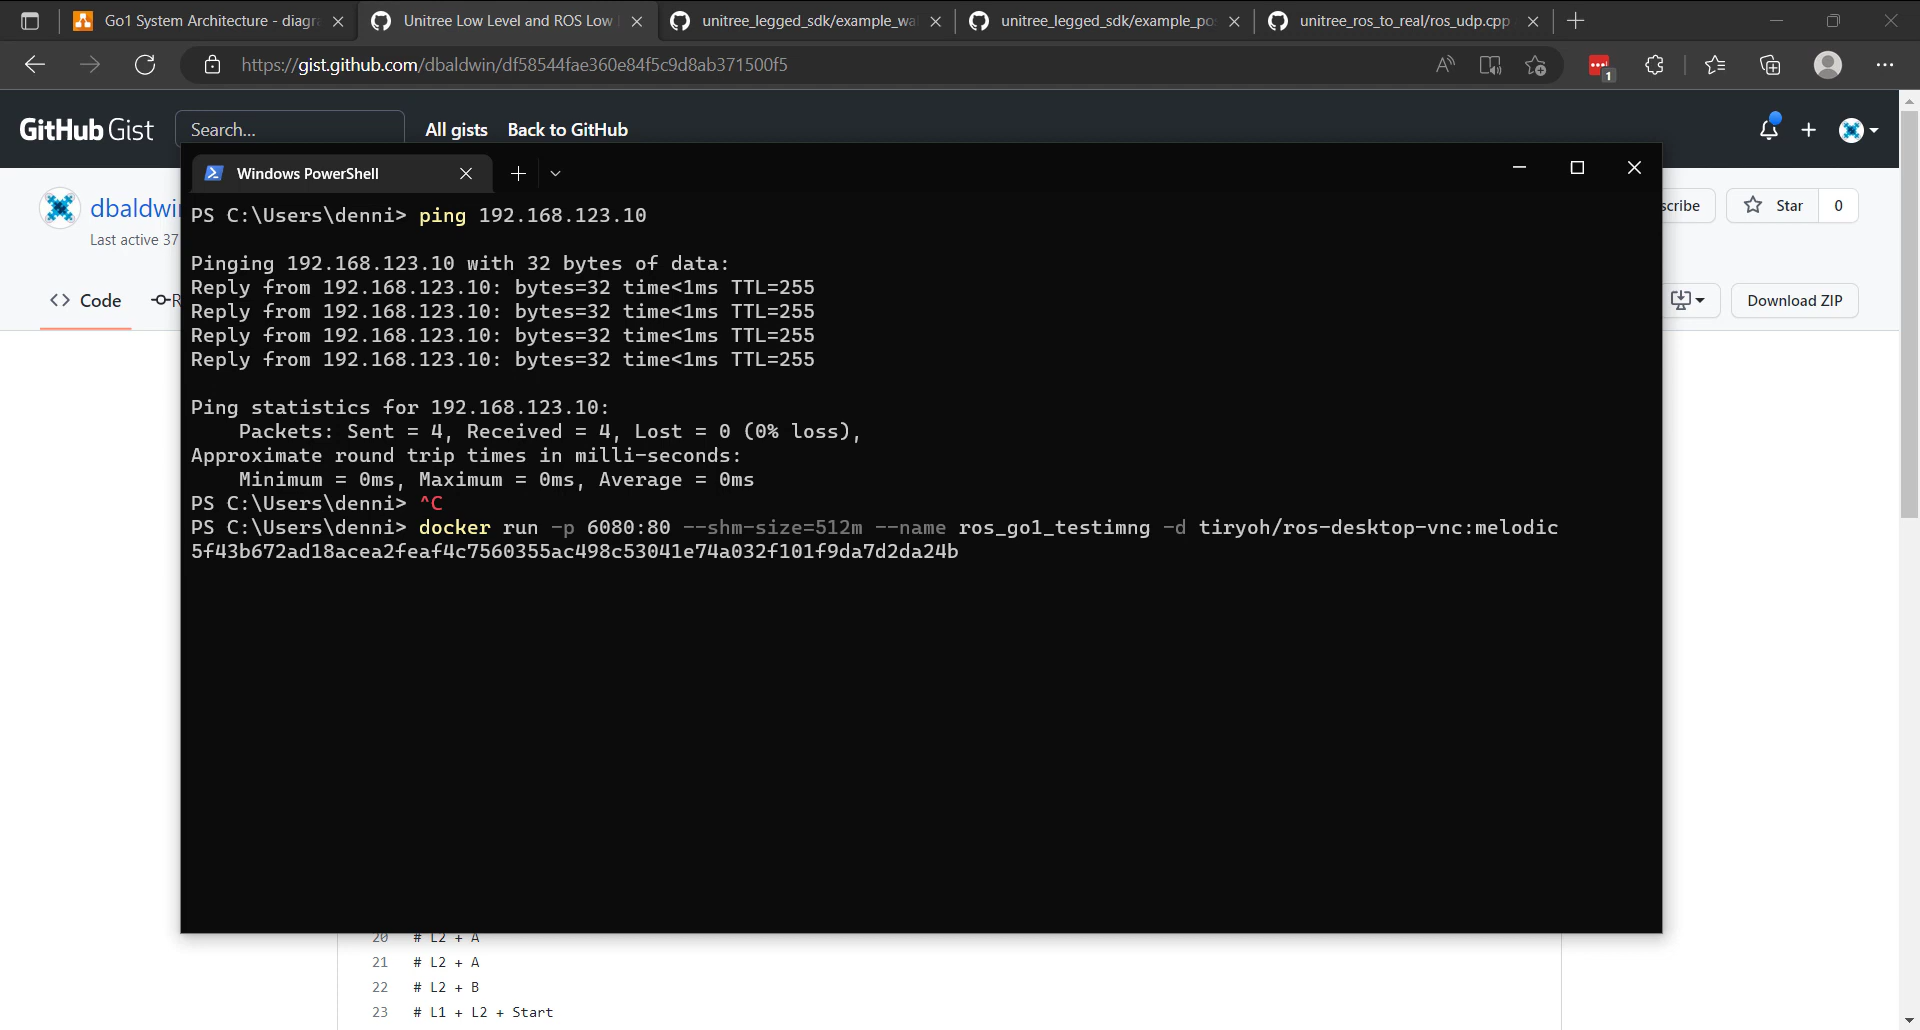 Go1 System Architecture - diagr
Unitree Low Level and ROS Low
unitree_legged_sdk/example_wa
unitree_legged_sdk/example_po
unitree_ros_to_real/ros_udp.cpp
https://gist.github.com/dbaldwin/df58544fae360e84f5c9d8ab371500f5
1
GitHub Gist
Search...
All gists
Back to GitHub
Windows PowerShell
dbaldwi
Last active 37
scribe
Star
0
Code
R
Download ZIP
PS C:\Users\denni> ping 192.168.123.10
Pinging 192.168.123.10 with 32 bytes of data:
Reply from 192.168.123.10: bytes=32 time<1ms TTL=255
Reply from 192.168.123.10: bytes=32 time<1ms TTL=255
Reply from 192.168.123.10: bytes=32 time<1ms TTL=255
Reply from 192.168.123.10: bytes=32 time<1ms TTL=255
Ping statistics for 192.168.123.10:
Packets: Sent = 4, Received = 4, Lost = 0 (0% loss),
Approximate round trip times in milli-seconds:
Minimum = 0ms, Maximum = 0ms, Average = 0ms
PS C:\Users\denni> ^C
PS C:\Users\denni> docker run -p 6080:80 --shm-size=512m --name ros_go1_testimng -d tiryoh/ros-desktop-vnc:melodic
5f43b672ad18acea2feaf4c7560355ac498c53041e74a032f101f9da7d2da24b
20 # L2 + A
21 # L2 + A
22 # L2 + B
23 # L1 + L2 + Start